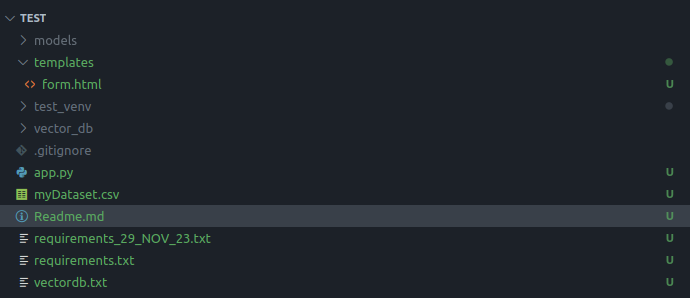 TEST
models
templates
form.html U
test_venv
vector_db
.gitignore
app.py U
myDataset.csv U
Readme.md U
requirements_29_NOV_23.txt U
requirements.txt U
vectordb.txt U